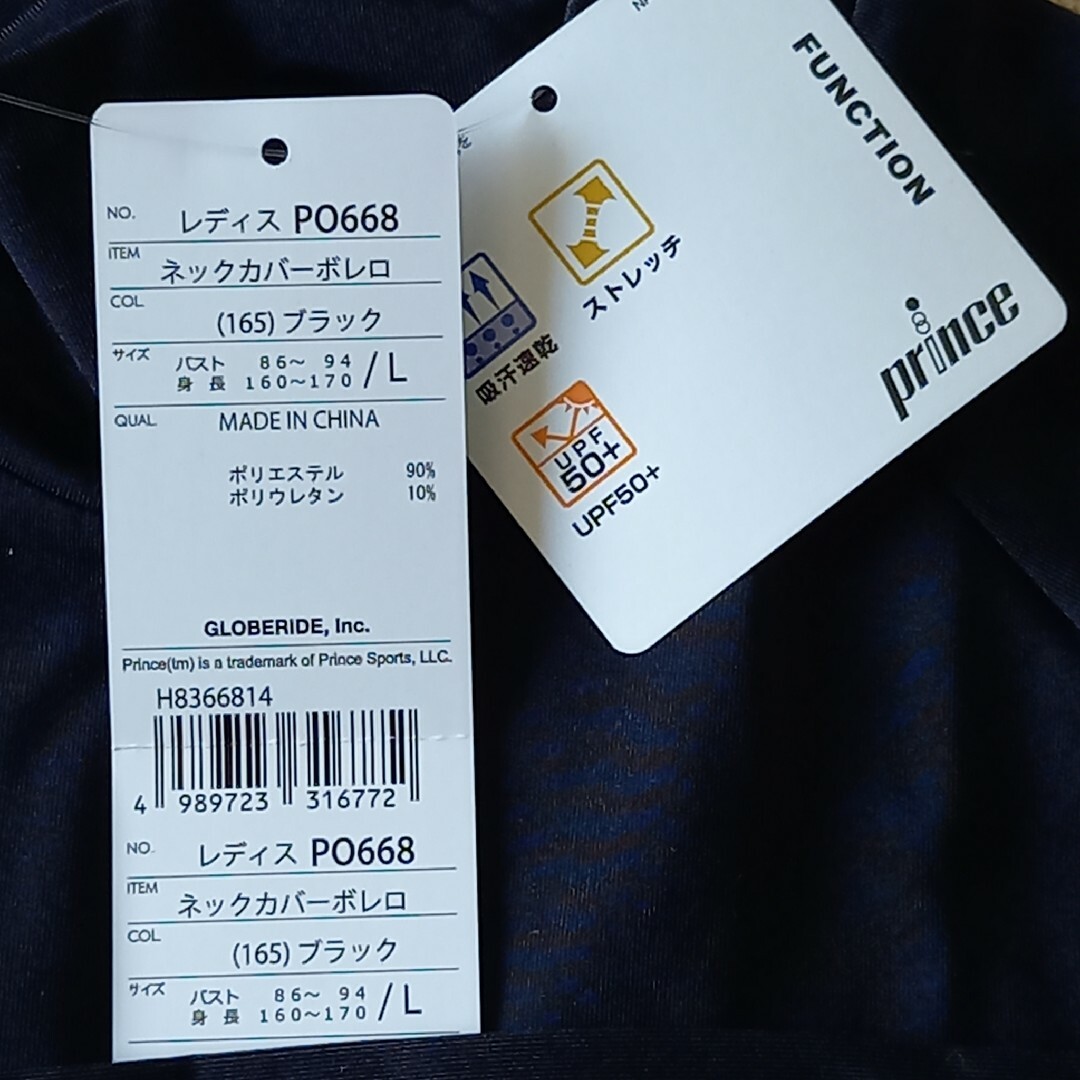 NO. レディス PO668
ITEM ネックカバーボレロ
COL (165) ブラック
サイズ バスト 86～ 94
身 長 160～170 / L
QUAL MADE IN CHINA
ポリエステル 90%
ポリウレタン 10%
GLOBERIDE, Inc.
Prince(tm) is a trademark of Prince Sports, LLC.
H8366814
4 989723 316772
NO. レディス PO668
ITEM ネックカバーボレロ
COL (165) ブラック
サイズ バスト 86～ 94
身 長 160～170 / L
FUNCTION
prince
ストレッチ
吸汗速乾
UPF
50+
UPF50+